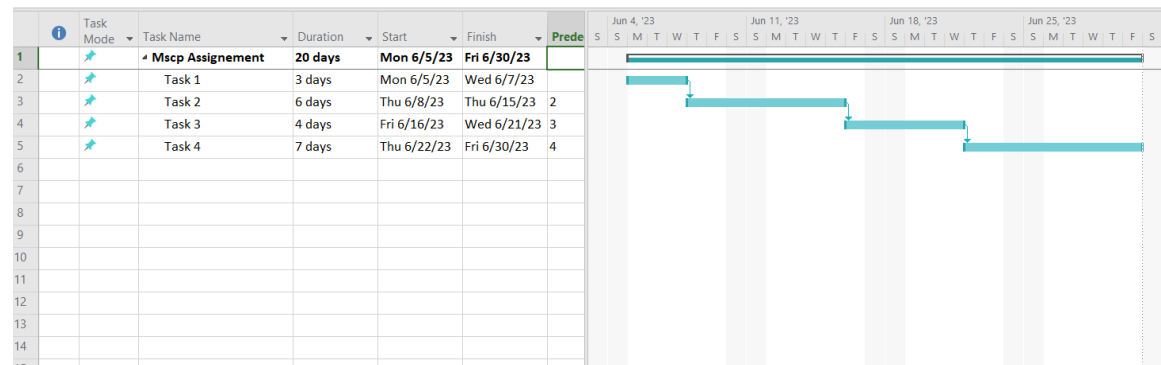 Task Mode Task Name Duration Start Finish Prede
Jun 4, '23 Jun 11, '23 Jun 18, '23 Jun 25, '23
S S M T W T F S S M T W T F S S M T W T F S S M T W T F S
1 Mscp Assignement 20 days Mon 6/5/23 Fri 6/30/23
2 Task 1 3 days Mon 6/5/23 Wed 6/7/23
3 Task 2 6 days Thu 6/8/23 Thu 6/15/23 2
4 Task 3 4 days Fri 6/16/23 Wed 6/21/23 3
5 Task 4 7 days Thu 6/22/23 Fri 6/30/23 4
6
7
8
9
10
11
12
13
14